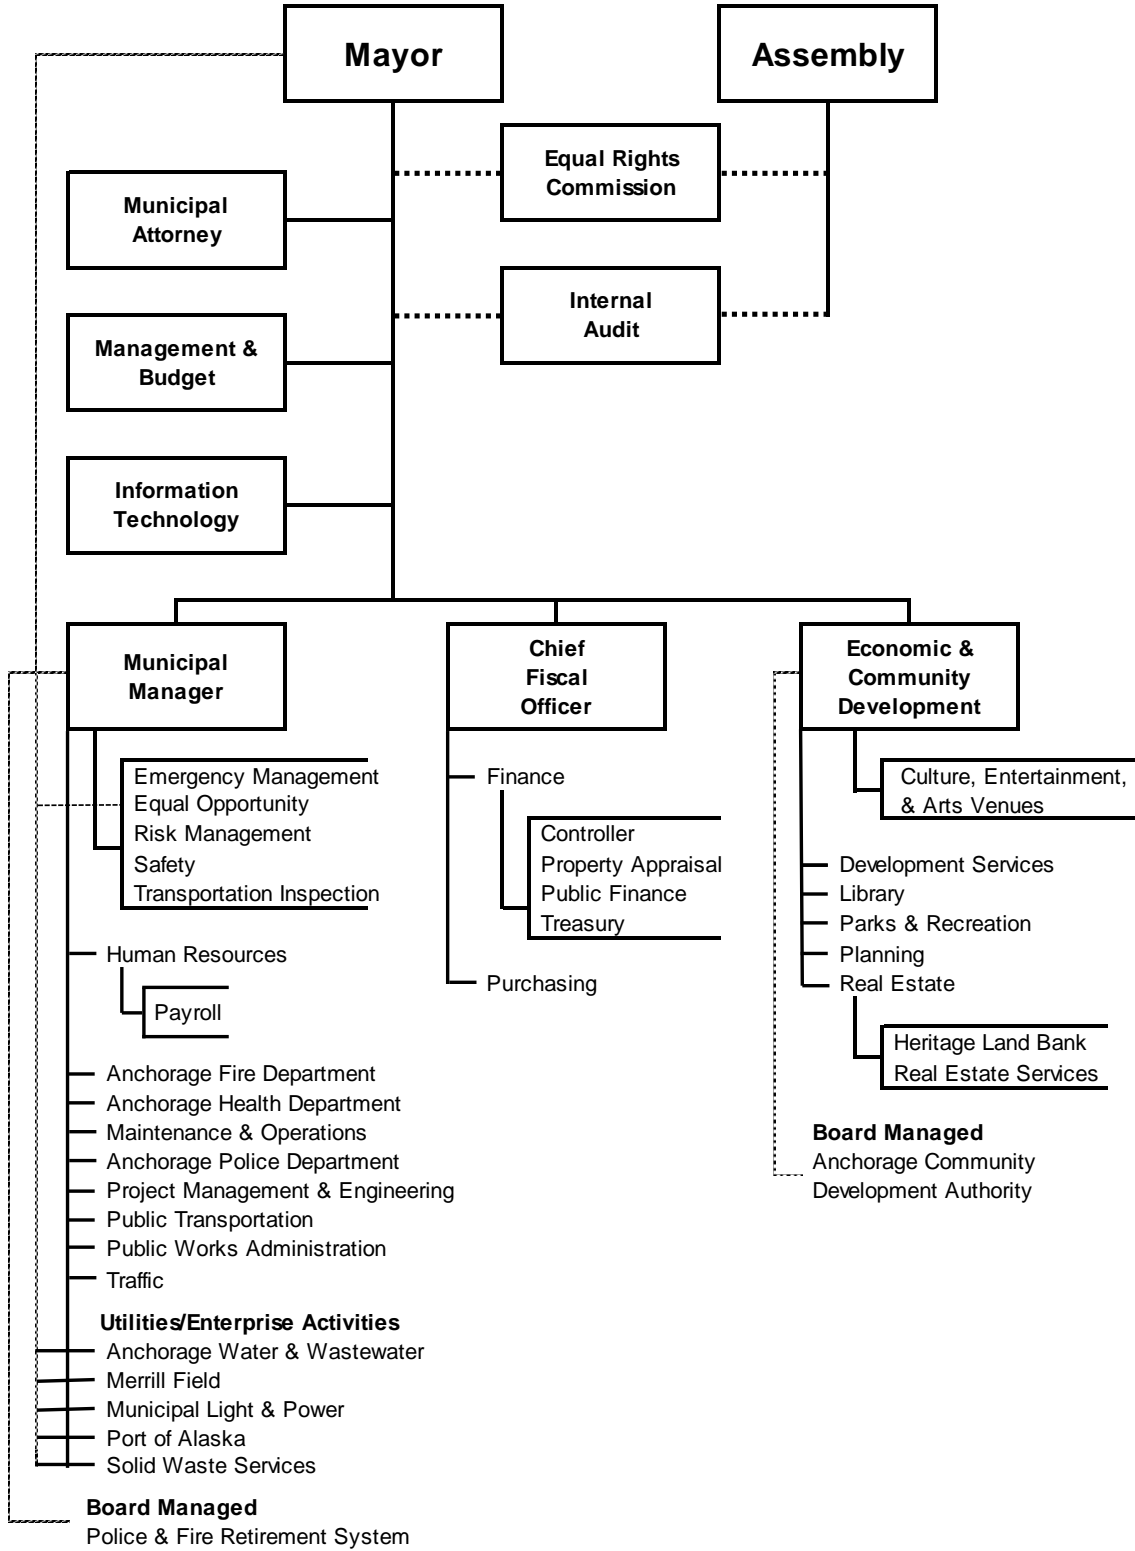 Mayor
Assembly
Equal Rights
Commission
Municipal
Attorney
Internal
Audit
Management &
Budget
Information
Technology
Municipal
Manager
Chief
Fiscal
Officer
Economic &
Community
Development
Emergency Management
Equal Opportunity
Risk Management
Safety
Transportation Inspection
Human Resources
Payroll
Anchorage Fire Department
Anchorage Health Department
Maintenance & Operations
Anchorage Police Department
Project Management & Engineering
Public Transportation
Public Works Administration
Traffic
Utilities/Enterprise Activities
Anchorage Water & Wastewater
Merrill Field
Municipal Light & Power
Port of Alaska
Solid Waste Services
Board Managed
Police & Fire Retirement System
Finance
Controller
Property Appraisal
Public Finance
Treasury
Purchasing
Culture, Entertainment,
& Arts Venues
Development Services
Library
Parks & Recreation
Planning
Real Estate
Heritage Land Bank
Real Estate Services
Board Managed
Anchorage Community
Development Authority